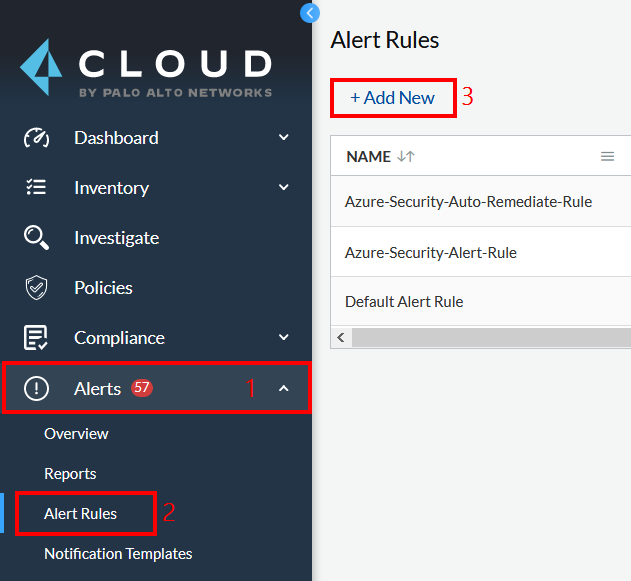 CLOUD
BY PALO ALTO NETWORKS
Dashboard
Inventory
Investigate
Policies
Compliance
Alerts 57 1
Overview
Reports
Alert Rules 2
Notification Templates
Alert Rules
+ Add New 3
NAME
Azure-Security-Auto-Remediate-Rule
Azure-Security-Alert-Rule
Default Alert Rule